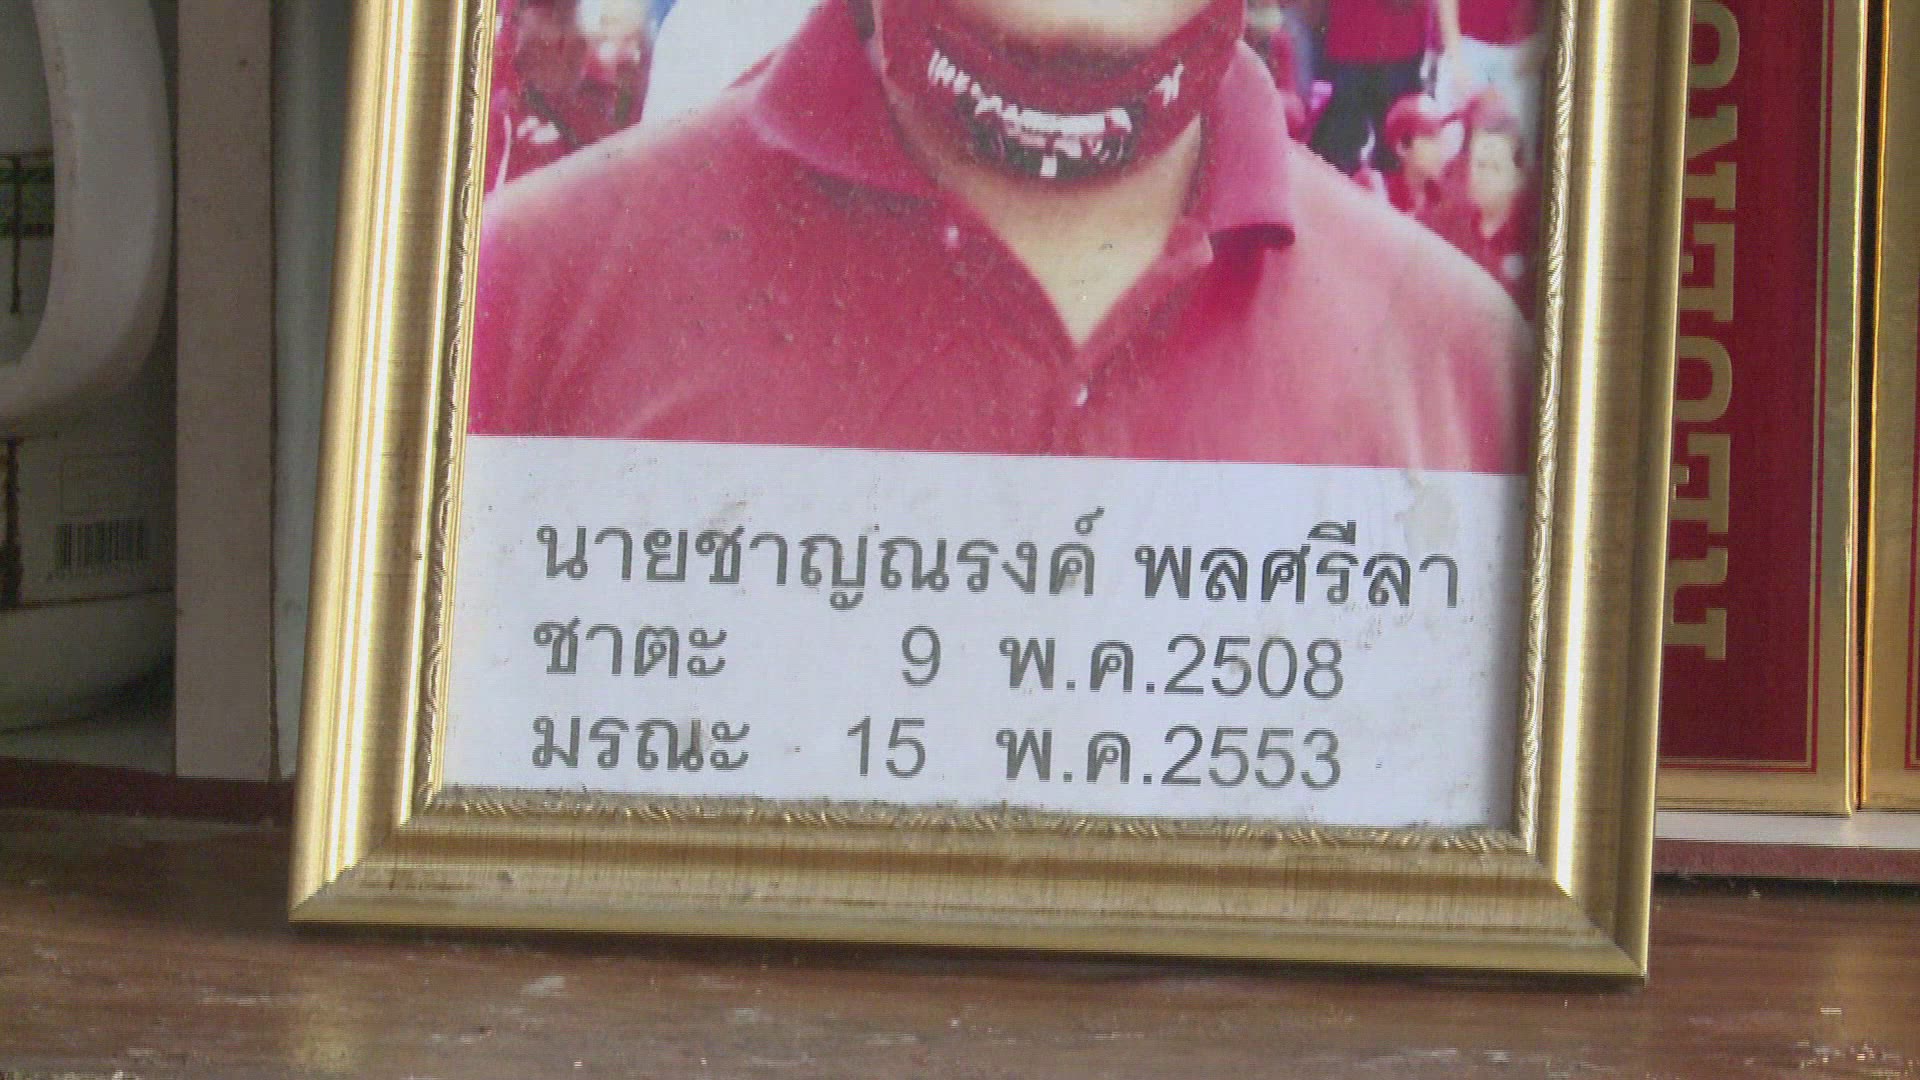 นายชาญณรงค์ พลศรีลา
ชาตะ 9 พ.ค.2508
มรณะ 15 พ.ค.2553